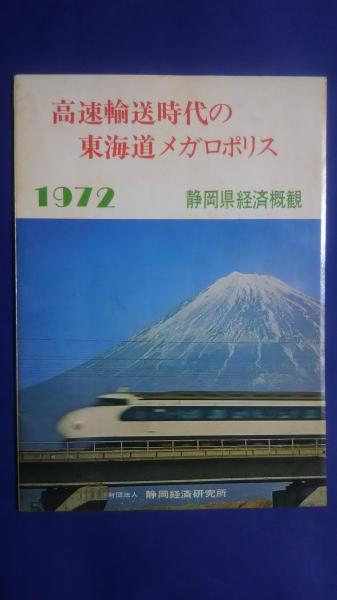 高速輸送時代の
東海道メガロポリス
1972 静岡県経済概観
財団法人 静岡経済研究所